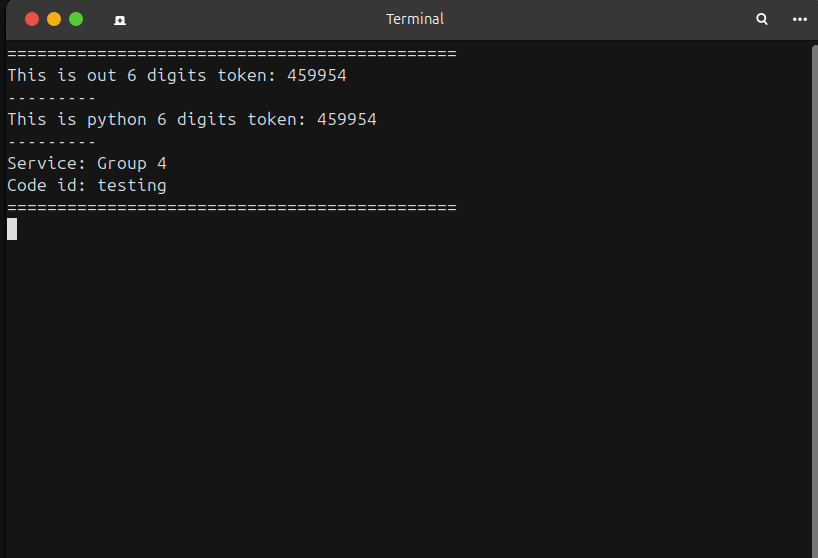 Terminal
=============================================
This is out 6 digits token: 459954
---------
This is python 6 digits token: 459954
---------
Service: Group 4
Code id: testing
=============================================